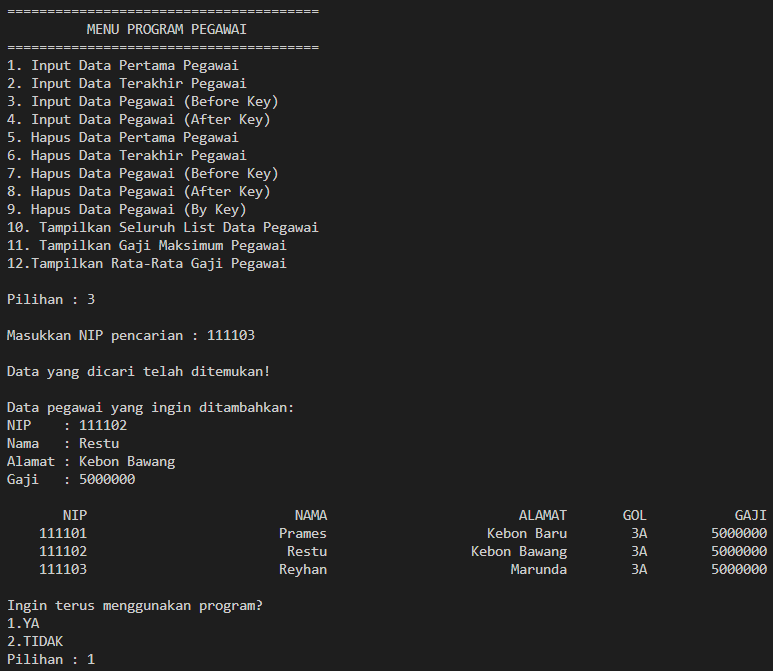 =======================================
          MENU PROGRAM PEGAWAI
=======================================
1. Input Data Pertama Pegawai
2. Input Data Terakhir Pegawai
3. Input Data Pegawai (Before Key)
4. Input Data Pegawai (After Key)
5. Hapus Data Pertama Pegawai
6. Hapus Data Terakhir Pegawai
7. Hapus Data Pegawai (Before Key)
8. Hapus Data Pegawai (After Key)
9. Hapus Data Pegawai (By Key)
10. Tampilkan Seluruh List Data Pegawai
11. Tampilkan Gaji Maksimum Pegawai
12.Tampilkan Rata-Rata Gaji Pegawai
Pilihan : 3
Masukkan NIP pencarian : 111103
Data yang dicari telah ditemukan!
Data pegawai yang ingin ditambahkan:
NIP    : 111102
Nama   : Restu
Alamat : Kebon Bawang
Gaji   : 5000000
       NIP                          NAMA                        ALAMAT       GOL           GAJI
    111101                        Prames                    Kebon Baru        3A        5000000
    111102                         Restu                  Kebon Bawang        3A        5000000
    111103                        Reyhan                       Marunda        3A        5000000
Ingin terus menggunakan program?
1.YA
2.TIDAK
Pilihan : 1